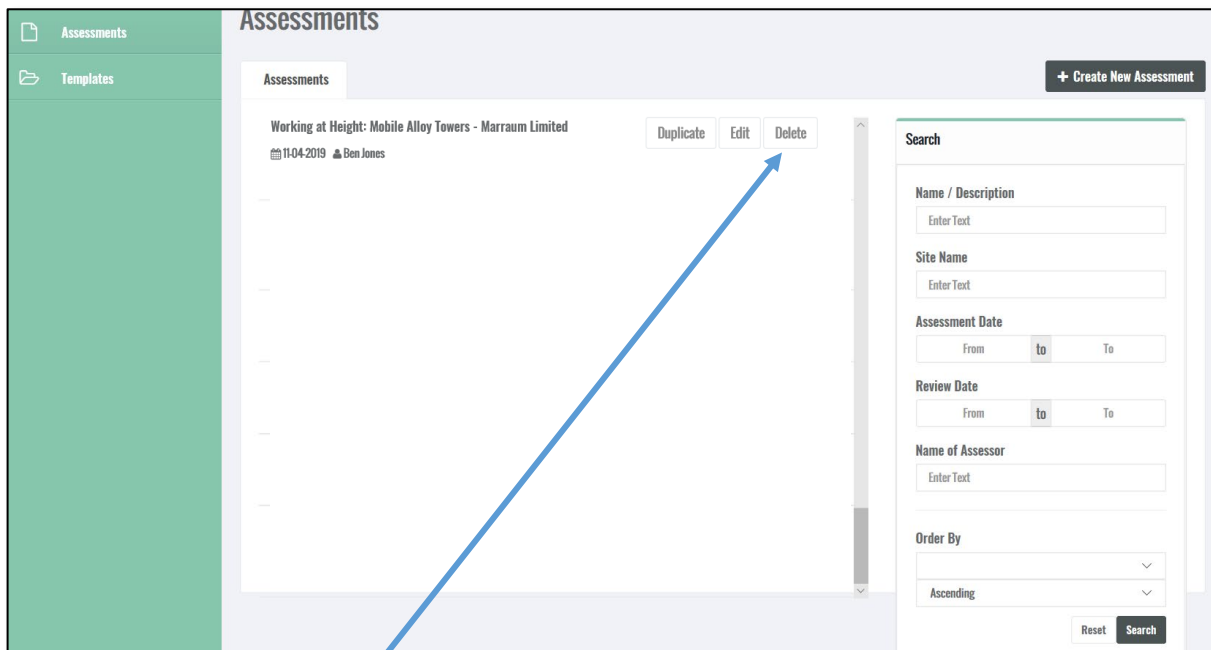 Assessments
Templates
Assessments
Assessments
+ Create New Assessment
Working at Height: Mobile Alloy Towers - Marraum Limited
11-04-2019 Ben Jones
Duplicate Edit Delete
Search
Name / Description
Enter Text
Site Name
Enter Text
Assessment Date
From to To
Review Date
From to To
Name of Assessor
Enter Text
Order By
Ascending
Reset Search